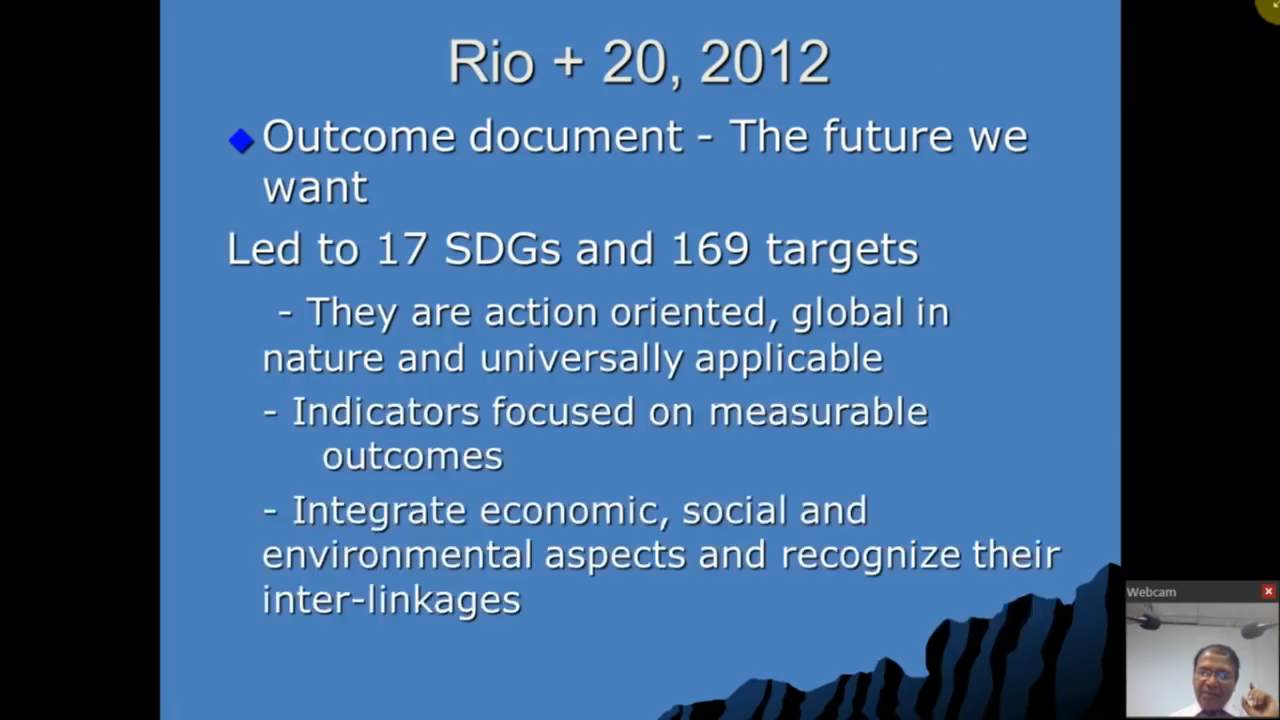 Rio + 20, 2012
Outcome document - The future we
want
Led to 17 SDGs and 169 targets
- They are action oriented, global in
nature and universally applicable
- Indicators focused on measurable
outcomes
- Integrate economic, social and
environmental aspects and recognize their
inter-linkages
Webcam